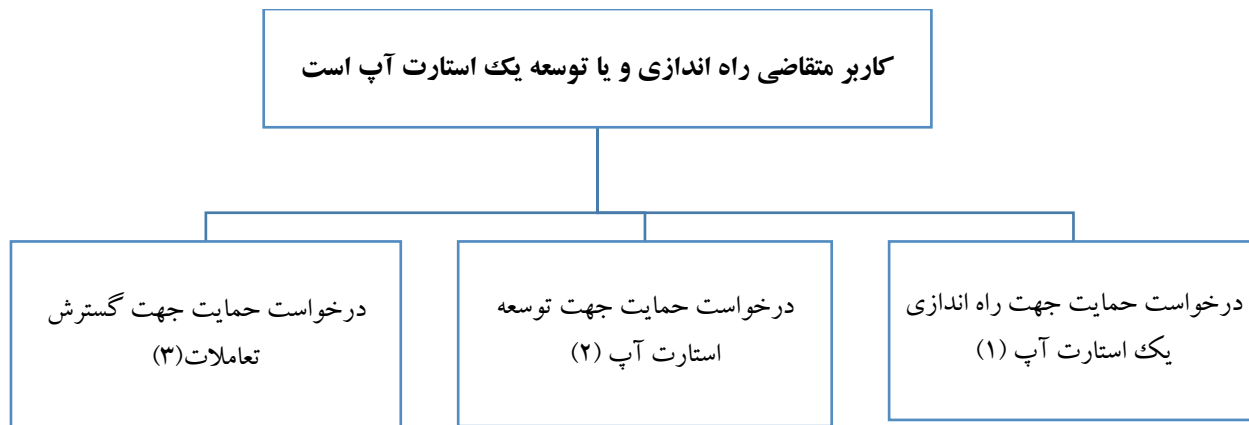 کاربر متقاضی راه اندازی و یا توسعه یک استارت آپ است
درخواست حمایت جهت راه اندازی
یک استارت آپ (۱)
درخواست حمایت جهت توسعه
استارت آپ (۲)
درخواست حمایت جهت گسترش
تعاملات(۳)